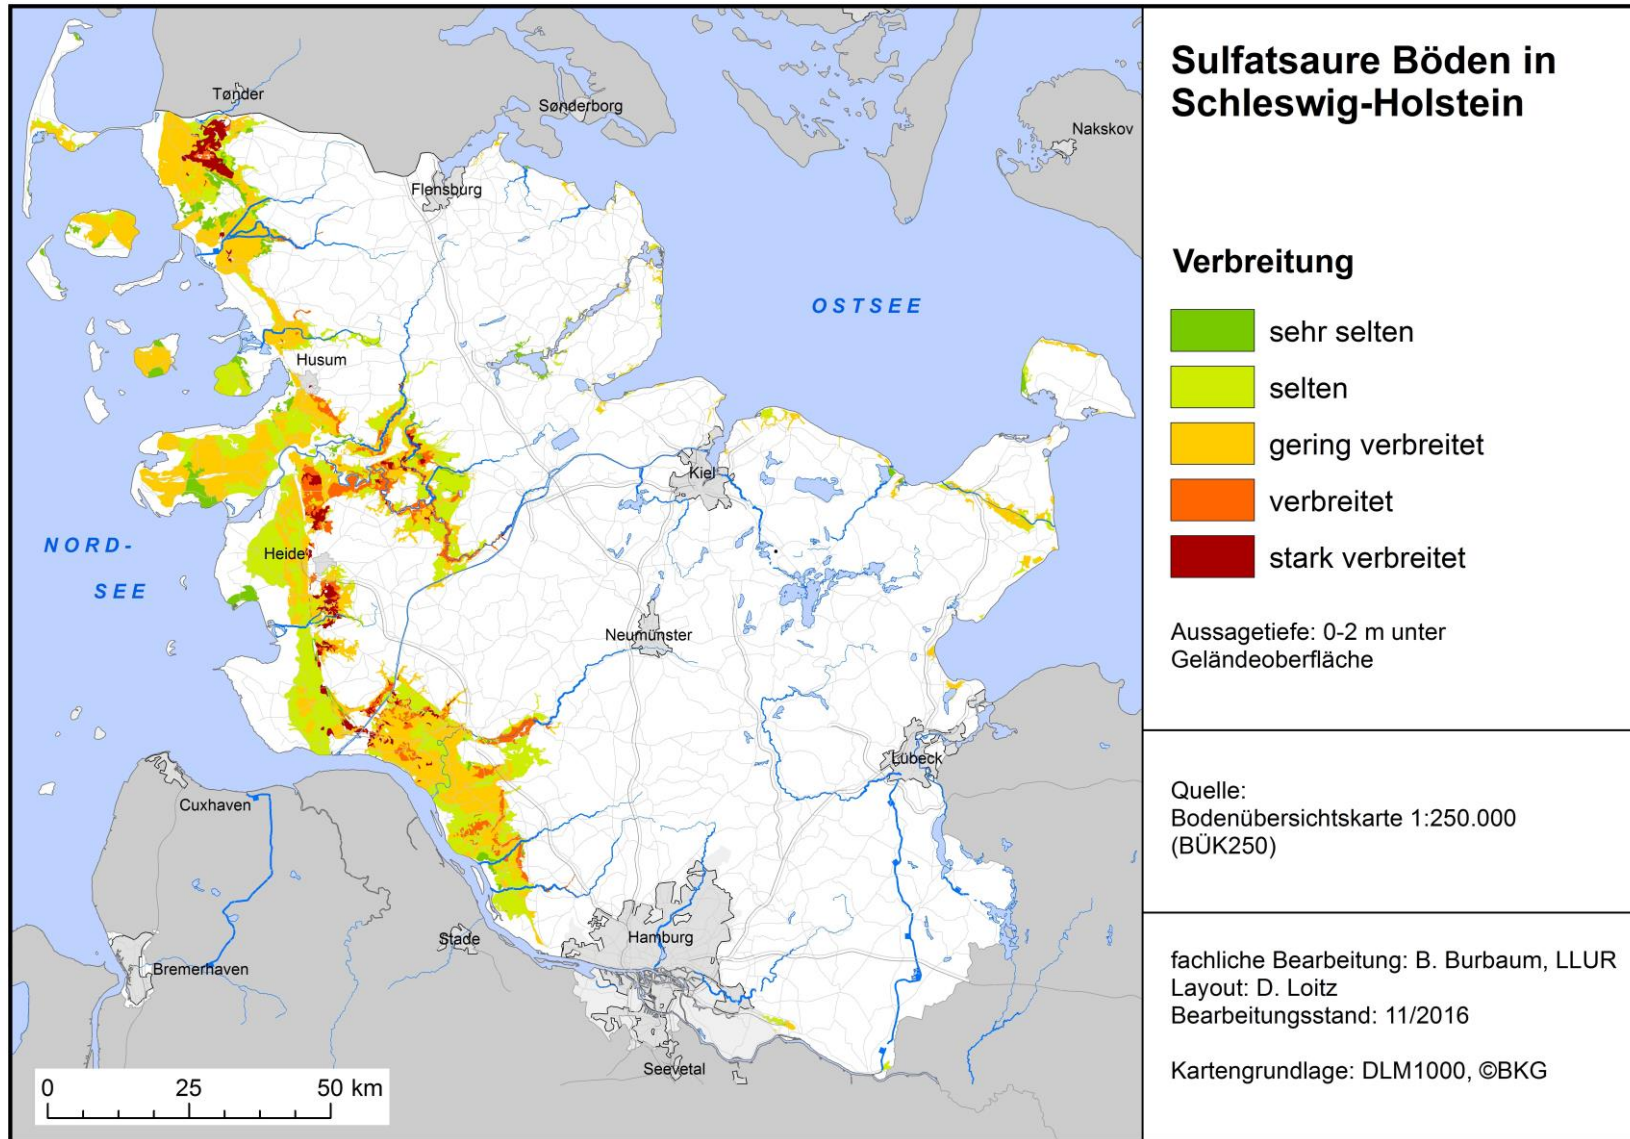 Sulfatsaure Böden in
Schleswig-Holstein
Verbreitung
sehr selten
selten
gering verbreitet
verbreitet
stark verbreitet
Aussagetiefe: 0-2 m unter
Geländeoberfläche
Quelle:
Bodenübersichtskarte 1:250.000
(BÜK250)
fachliche Bearbeitung: B. Burbaum, LLUR
Layout: D. Loitz
Bearbeitungsstand: 11/2016
Kartengrundlage: DLM1000, ©BKG
Tønder
Sønderborg
Nakskov
Flensburg
OSTSEE
Husum
Kiel
NORD-
SEE
Heide
Neumünster
Lübeck
Cuxhaven
Stade
Hamburg
Bremerhaven
Seevetal
0 25 50 km